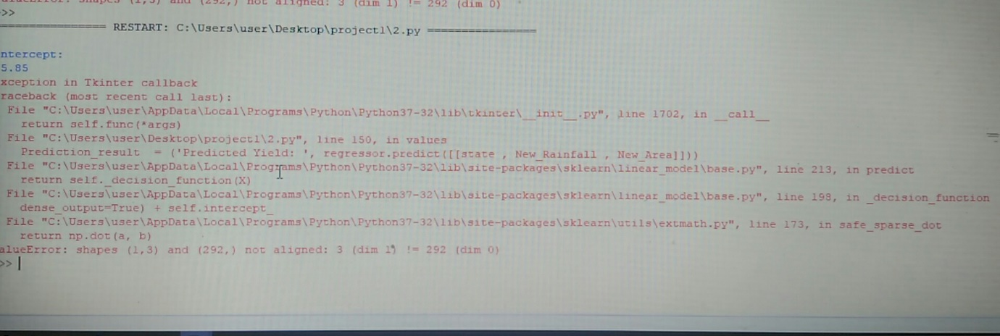 alueError: shapes (1,3) and (292,) not aligned: 3 (dim 1) != 292 (dim 0)
>>
RESTART: C:\Users\user\Desktop\project1\2.py
ntercept:
5.85
xception in Tkinter callback
raceback (most recent call last):
File "C:\Users\user\AppData\Local\Programs\Python\Python37-32\lib\tkinter\__init__.py", line 1702, in __call__
return self.func(*args)
File "C:\Users\user\Desktop\project1\2.py", line 150, in values
Prediction_result = ('Predicted Yield: ', regressor.predict([[state , New_Rainfall , New_Area]]))
File "C:\Users\user\AppData\Local\Programs\Python\Python37-32\lib\site-packages\sklearn\linear_model\base.py", line 213, in predict
return self._decision_function(X)
File "C:\Users\user\AppData\Local\Programs\Python\Python37-32\lib\site-packages\sklearn\linear_model\base.py", line 198, in _decision_function
dense_output=True) + self.intercept_
File "C:\Users\user\AppData\Local\Programs\Python\Python37-32\lib\site-packages\sklearn\utils\extmath.py", line 173, in safe_sparse_dot
return np.dot(a, b)
alueError: shapes (1,3) and (292,) not aligned: 3 (dim 1) != 292 (dim 0)
>>